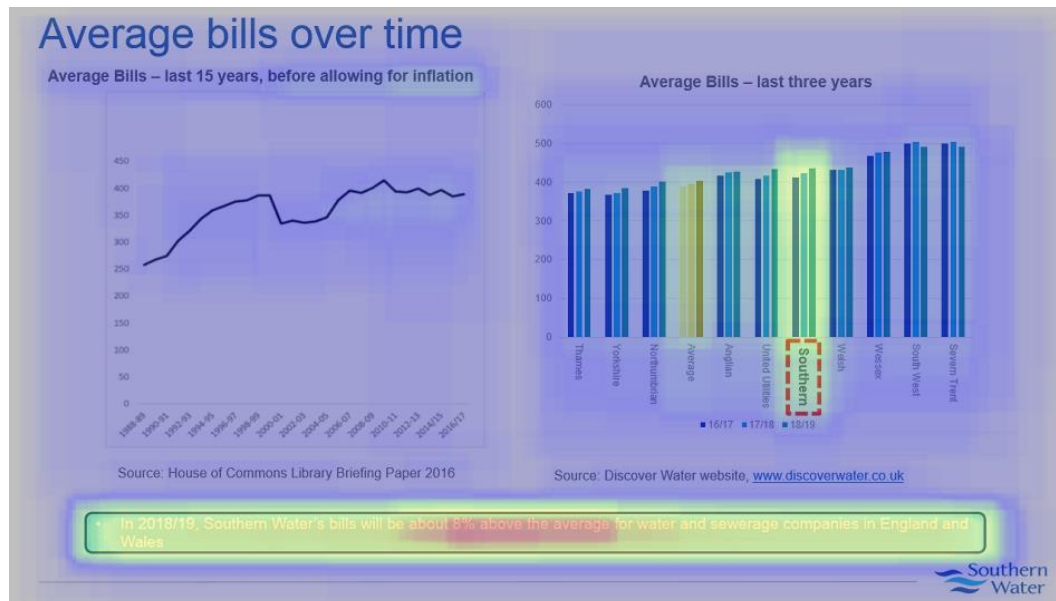 Average bills over time
Average Bills – last 15 years, before allowing for inflation
450
400
350
300
250
200
150
100
50
0
1988-89
1990-91
1992-93
1994-95
1996-97
1998-99
2000-01
2002-03
2004-05
2006-07
2008-09
2010-11
2012-13
2014/15
2016/17
Source: House of Commons Library Briefing Paper 2016
Average Bills – last three years
600
500
400
300
200
100
0
Thames
Yorkshire
Northumbrian
Average
Anglian
United Utilities
Southern
Welsh
Wessex
South West
Severn Trent
16/17 17/18 18/19
Source: Discover Water website, www.discoverwater.co.uk
• In 2018/19, Southern Water's bills will be about 8% above the average for water and sewerage companies in England and
Wales
Southern
Water